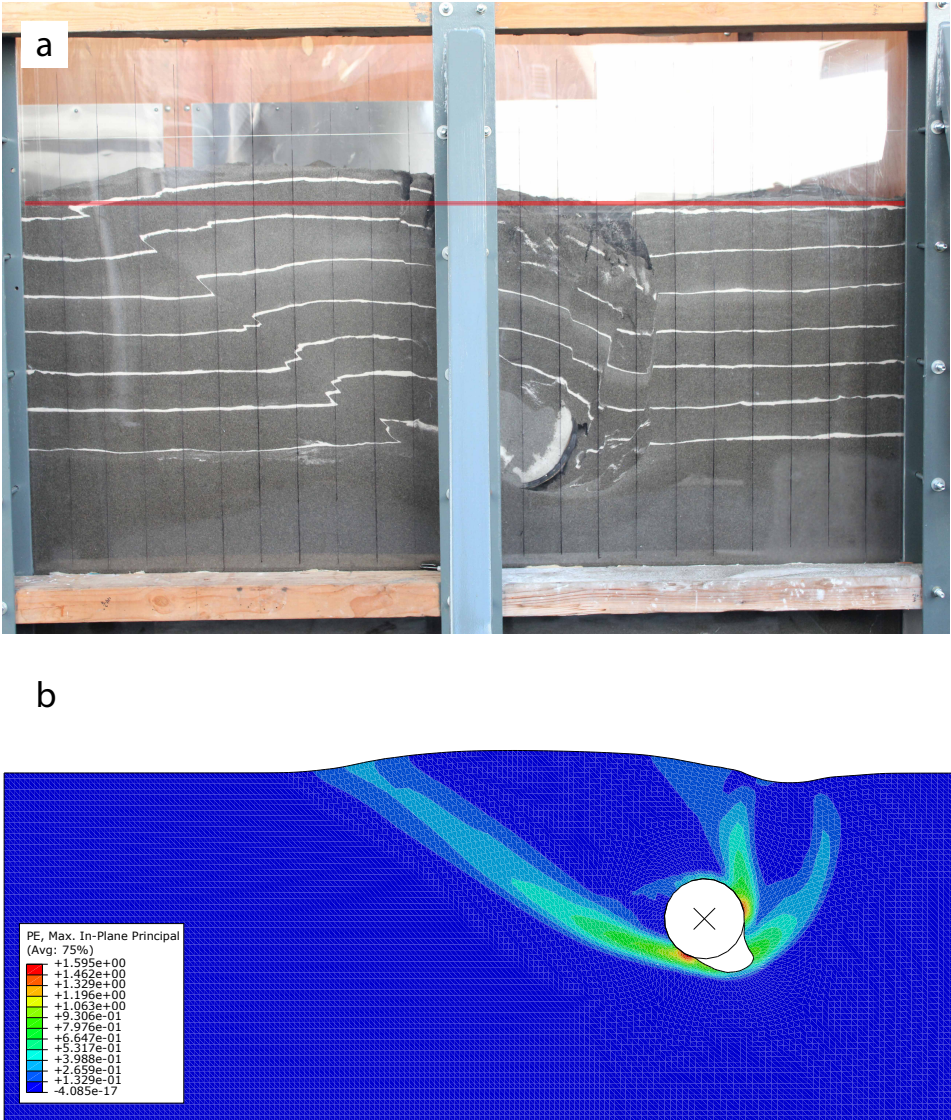 a
b
PE, Max. In-Plane Principal
(Avg: 75%)
+1.595e+00
+1.462e+00
+1.329e+00
+1.196e+00
+1.063e+00
+9.306e-01
+7.976e-01
+6.647e-01
+5.317e-01
+3.988e-01
+2.659e-01
+1.329e-01
-4.085e-17